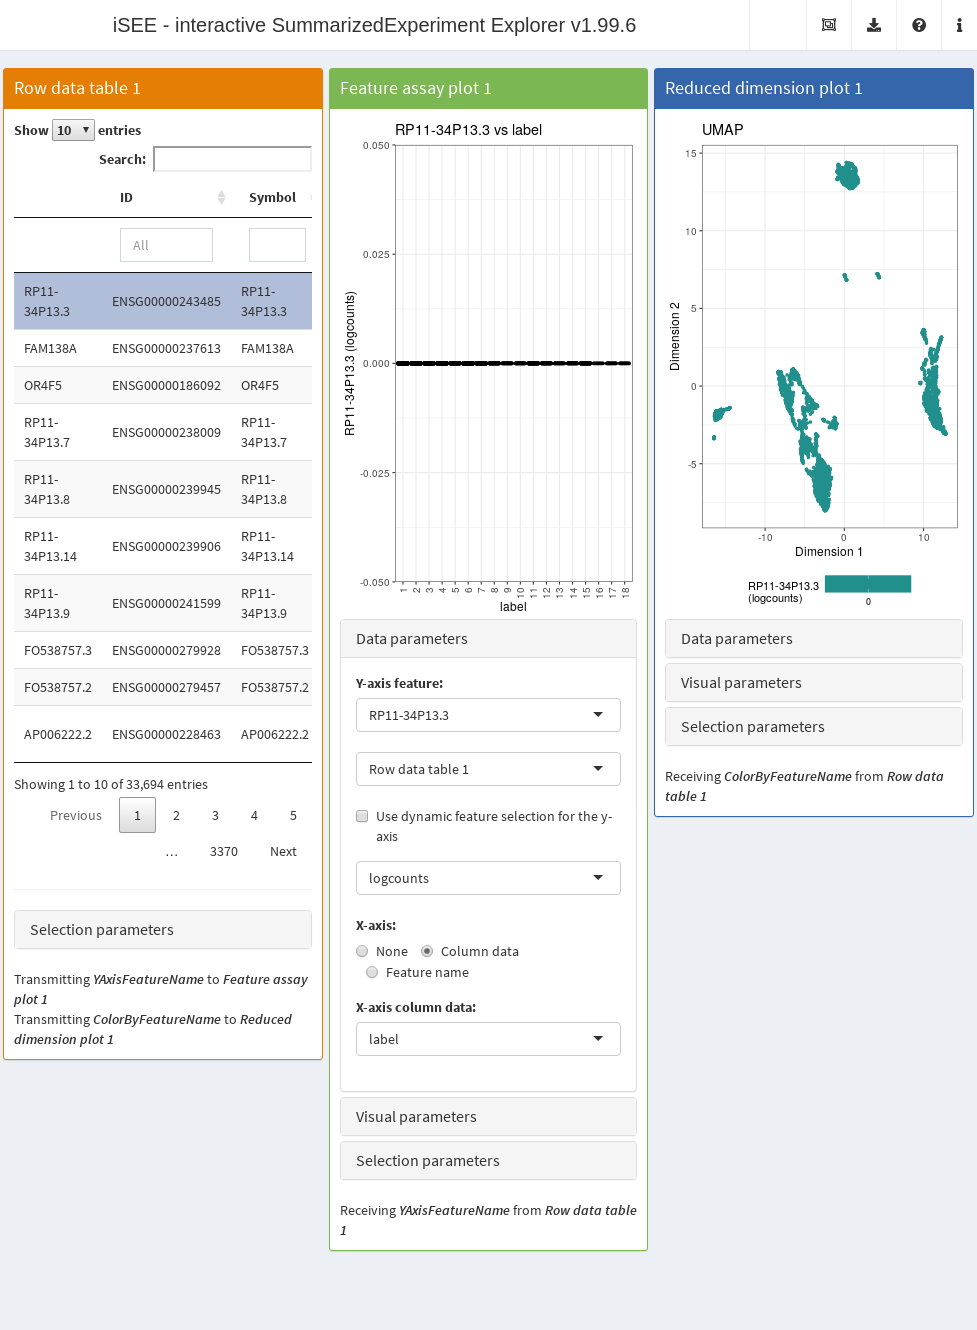 iSEE - interactive SummarizedExperiment Explorer v1.99.6
Row data table 1
Show 10 entries
Search:
ID Symbol
All
RP11-34P13.3 ENSG00000243485 RP11-34P13.3
FAM138A ENSG00000237613 FAM138A
OR4F5 ENSG00000186092 OR4F5
RP11-34P13.7 ENSG00000238009 RP11-34P13.7
RP11-34P13.8 ENSG00000239945 RP11-34P13.8
RP11-34P13.14 ENSG00000239906 RP11-34P13.14
RP11-34P13.9 ENSG00000241599 RP11-34P13.9
FO538757.3 ENSG00000279928 FO538757.3
FO538757.2 ENSG00000279457 FO538757.2
AP006222.2 ENSG00000228463 AP006222.2
Showing 1 to 10 of 33,694 entries
Previous 1 2 3 4 5
… 3370 Next
Selection parameters
Transmitting YAxisFeatureName to Feature assay
plot 1
Transmitting ColorByFeatureName to Reduced
dimension plot 1
Feature assay plot 1
RP11-34P13.3 vs label
RP11-34P13.3 (logcounts)
0.050
0.025
0.000
-0.025
-0.050
1 2 3 4 5 6 7 8 9 10 11 12 13 14 15 16 17 18
label
Data parameters
Y-axis feature:
RP11-34P13.3
Row data table 1
Use dynamic feature selection for the y-
axis
logcounts
X-axis:
None Column data
Feature name
X-axis column data:
label
Visual parameters
Selection parameters
Receiving YAxisFeatureName from Row data table
1
Reduced dimension plot 1
UMAP
Dimension 2
15
10
5
0
-5
-10 0 10
Dimension 1
RP11-34P13.3
(logcounts)
0
Data parameters
Visual parameters
Selection parameters
Receiving ColorByFeatureName from Row data
table 1